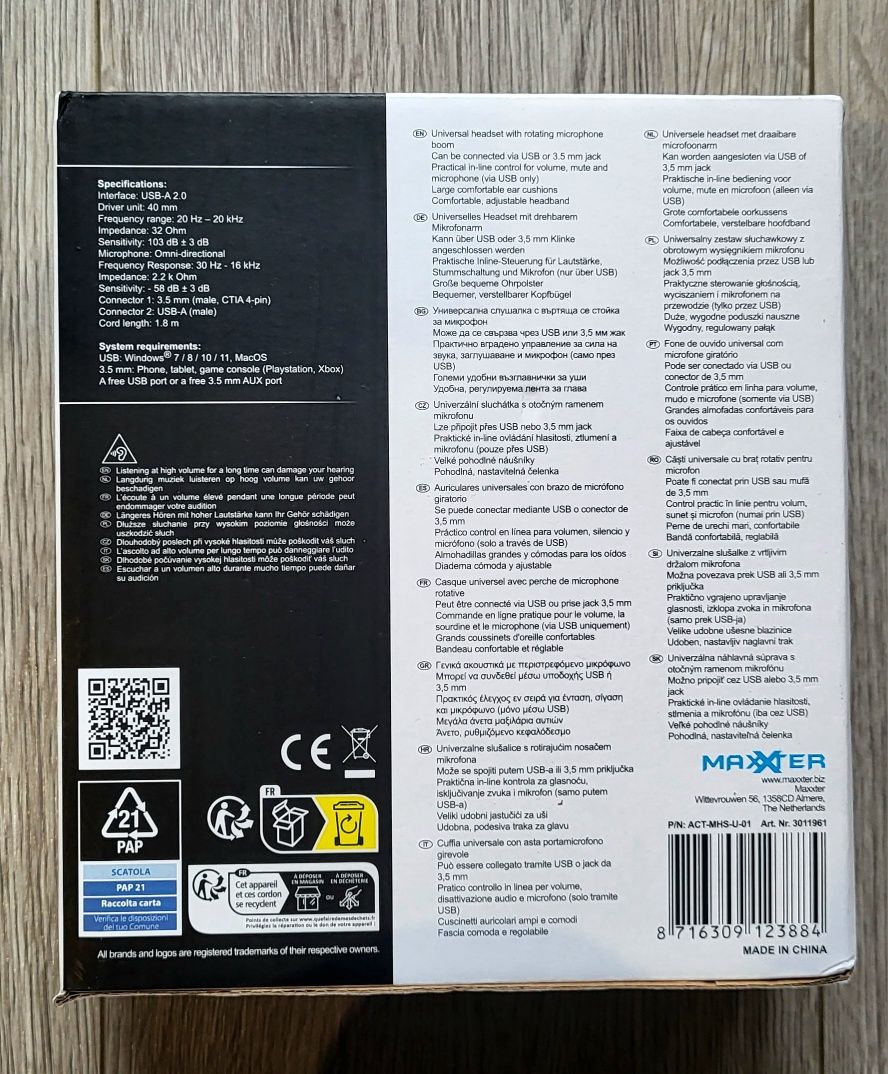 Specifications:
Interface: USB-A 2.0
Driver unit: 40 mm
Frequency range: 20 Hz – 20 kHz
Impedance: 32 Ohm
Sensitivity: 103 dB ± 3 dB
Microphone: Omni-directional
Frequency Response: 30 Hz - 16 kHz
Impedance: 2.2 k Ohm
Sensitivity: - 58 dB ± 3 dB
Connector 1: 3.5 mm (male, CTIA 4-pin)
Connector 2: USB-A (male)
Cord length: 1.8 m
System requirements:
USB: Windows® 7 / 8 / 10 / 11, MacOS
3.5 mm: Phone, tablet, game console (Playstation, Xbox)
A free USB port or a free 3.5 mm AUX port
EN Listening at high volume for a long time can damage your hearing
NL Langdurig muziek luisteren op hoog volume kan uw gehoor
beschadigen
FR L'écoute à un volume élevé pendant une longue période peut
endommager votre audition
DE Längeres Hören mit hoher Lautstärke kann Ihr Gehör schädigen
PL Dłuższe słuchanie przy wysokim poziomie głośności może
uszkodzić słuch
CZ Dlouhodobý poslech při vysoké hlasitosti může poškodit váš sluch
IT L'ascolto ad alto volume per lungo tempo può danneggiare l'udito
SK Dlhodobé počúvanie vysokej hlasitosti môže poškodiť váš sluch
ES Escuchar a un volumen alto durante mucho tiempo puede dañar
su audición
CE
21
PAP
FR
SCATOLA
PAP 21
Raccolta carta
Verifica le disposizioni
del tuo Comune
FR
Cet appareil
et ces cordon
se recyclent
À DÉPOSER
EN MAGASIN
OU
À DÉPOSER
EN DÉCHÈTERIE
Points de collecte sur www.quefairedemesdechets.fr
Privilégiez la réparation ou le don de votre appareil !
All brands and logos are registered trademarks of their respective owners.
EN Universal headset with rotating microphone
boom
Can be connected via USB or 3.5 mm jack
Practical in-line control for volume, mute and
microphone (via USB only)
Large comfortable ear cushions
Comfortable, adjustable headband
DE Universelles Headset mit drehbarem
Mikrofonarm
Kann über USB oder 3,5 mm Klinke
angeschlossen werden
Praktische Inline-Steuerung für Lautstärke,
Stummschaltung und Mikrofon (nur über USB)
Große bequeme Ohrpolster
Bequemer, verstellbarer Kopfbügel
BG Универсална слушалка с въртяща се стойка
за микрофон
Може да се свързва чрез USB или 3,5 мм жак
Практично вградено управление за сила на
звука, заглушаване и микрофон (само през
USB)
Големи удобни възглавнички за уши
Удобна, регулируема лента за глава
CZ Univerzální sluchátka s otočným ramenem
mikrofonu
Lze připojit přes USB nebo 3,5 mm jack
Praktické in-line ovládání hlasitosti, ztlumení a
mikrofonu (pouze přes USB)
Velké pohodlné náušníky
Pohodlná, nastavitelná čelenka
ES Auriculares universales con brazo de micrófono
giratorio
Se puede conectar mediante USB o conector de
3,5 mm
Práctico control en línea para volumen, silencio y
micrófono (solo a través de USB)
Almohadillas grandes y cómodas para los oídos
Diadema cómoda y ajustable
FR Casque universel avec perche de microphone
rotative
Peut être connecté via USB ou prise jack 3,5 mm
Commande en ligne pratique pour le volume, la
sourdine et le microphone (via USB uniquement)
Grands coussinets d'oreille confortables
Bandeau confortable et réglable
GR Γενικά ακουστικά με περιστρεφόμενο μικρόφωνο
Μπορεί να συνδεθεί μέσω υποδοχής USB ή
3,5 mm
Πρακτικός έλεγχος εν σειρά για ένταση, σίγαση
και μικρόφωνο (μόνο μέσω USB)
Μεγάλα άνετα μαξιλάρια αυτιών
Άνετο, ρυθμιζόμενο κεφαλόδεσμο
HR Univerzalne slušalice s rotirajućim nosačem
mikrofona
Može se spojiti putem USB-a ili 3,5 mm priključka
Praktična in-line kontrola za glasnoću,
isključivanje zvuka i mikrofon (samo putem
USB-a)
Veliki udobni jastučići za uši
Udobna, podesiva traka za glavu
IT Cuffia universale con asta portamicrofono
girevole
Può essere collegato tramite USB o jack da
3,5 mm
Pratico controllo in linea per volume,
disattivazione audio e microfono (solo tramite
USB)
Cuscinetti auricolari ampi e comodi
Fascia comoda e regolabile
NL Universele headset met draaibare
microfoonarm
Kan worden aangesloten via USB of
3,5 mm jack
Praktische in-line bediening voor
volume, mute en microfoon (alleen via
USB)
Grote comfortabele oorkussens
Comfortabele, verstelbare hoofdband
PL Uniwersalny zestaw słuchawkowy z
obrotowym wysięgnikiem mikrofonu
Możliwość podłączenia przez USB lub
jack 3,5 mm
Praktyczne sterowanie głośnością,
wyciszaniem i mikrofonem na
przewodzie (tylko przez USB)
Duże, wygodne poduszki nauszne
Wygodny, regulowany pałąk
PT Fone de ouvido universal com
microfone giratório
Pode ser conectado via USB ou
conector de 3,5 mm
Controle prático em linha para volume,
mudo e microfone (somente via USB)
Grandes almofadas confortáveis para
os ouvidos
Faixa de cabeça confortável e
ajustável
RO Căști universale cu braț rotativ pentru
microfon
Poate fi conectat prin USB sau mufă
de 3,5 mm
Control practic în linie pentru volum,
sunet și microfon (numai prin USB)
Perne de urechi mari, confortabile
Bandă confortabilă, reglabilă
SI Univerzalne slušalke z vrtljivim
držalom mikrofona
Možna povezava prek USB ali 3,5 mm
priključka
Praktično vgrajeno upravljanje
glasnosti, izklopa zvoka in mikrofona
(samo prek USB-ja)
Velike udobne ušesne blazinice
Udoben, nastavljiv naglavni trak
SK Univerzálna náhlavná súprava s
otočným ramenom mikrofónu
Možno pripojiť cez USB alebo 3,5 mm
jack
Praktické in-line ovládanie hlasitosti,
stlmenia a mikrofónu (iba cez USB)
Veľké pohodlné náušníky
Pohodlná, nastaviteľná čelenka
MAXXTER
www.maxxter.biz
Maxxter
Wittevrouwen 56, 1358CD Almere,
The Netherlands
P/N: ACT-MHS-U-01 Art. Nr. 3011961
8 716309 123884
MADE IN CHINA